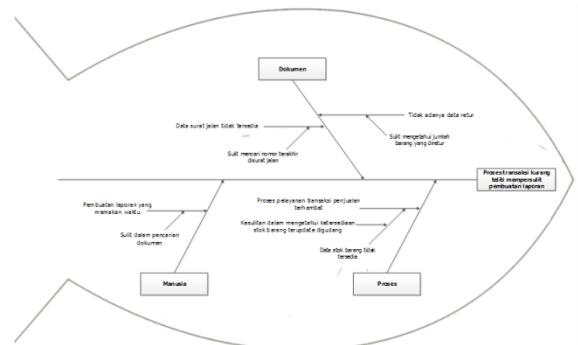 Dokumen
Tidak adanya data retur
Data surat jalan tidak tersedia
Sulit mengetahui jumlah
barang yang diretur
Sulit mencari nomor terakhir
disurat jalan
Proses transaksi kurang
teliti mempersulit
pembuatan laporan
Pembuatan laporan yang
memakan waktu
Sulit dalam pencarian
dokumen
Proses pelayanan transaksi penjualan
terhambat
Kesulitan dalam mengetahui ketersediaan
stok barang terupdate digudang
Data stok barang tidak
tersedia
Manusia
Proses